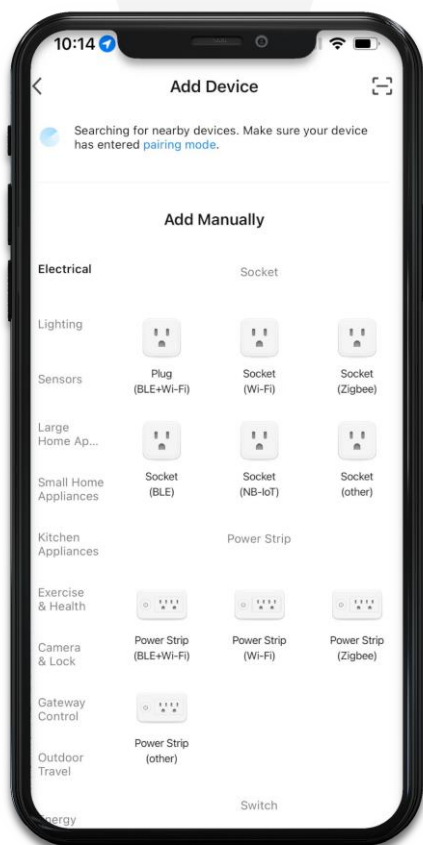 10:14
Add Device
Searching for nearby devices. Make sure your device
has entered pairing mode.
Add Manually
Electrical
Lighting
Sensors
Large
Home Ap...
Small Home
Appliances
Kitchen
Appliances
Exercise
& Health
Camera
& Lock
Gateway
Control
Outdoor
Travel
Energy
Socket
Plug
(BLE+Wi-Fi)
Socket
(Wi-Fi)
Socket
(Zigbee)
Socket
(BLE)
Socket
(NB-IoT)
Socket
(other)
Power Strip
Power Strip
(BLE+Wi-Fi)
Power Strip
(Wi-Fi)
Power Strip
(Zigbee)
Power Strip
(other)
Switch